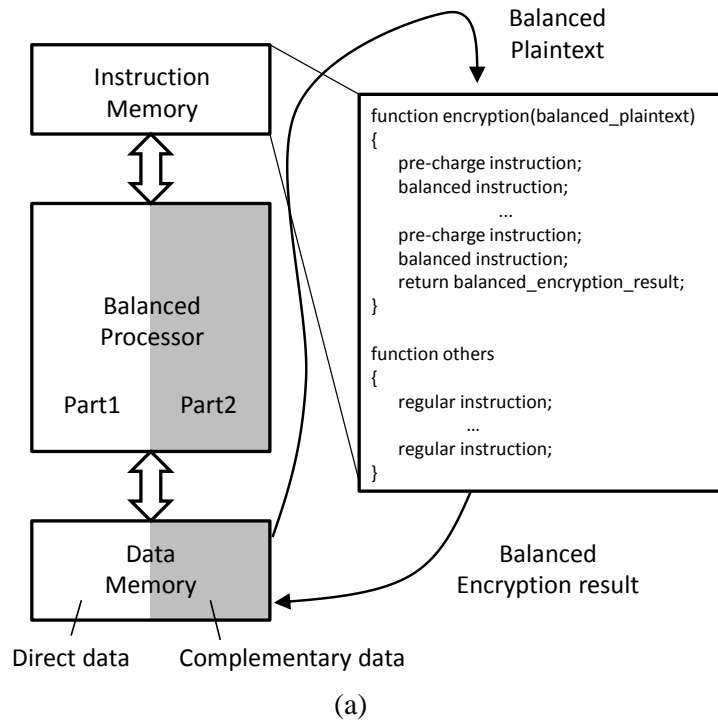 Balanced
Plaintext
Instruction
Memory
function encryption(balanced_plaintext)
{
pre-charge instruction;
balanced instruction;
...
pre-charge instruction;
balanced instruction;
return balanced_encryption_result;
}
function others
{
regular instruction;
...
regular instruction;
}
Balanced
Processor
Part1 Part2
Data
Memory
Balanced
Encryption result
Direct data Complementary data
(a)